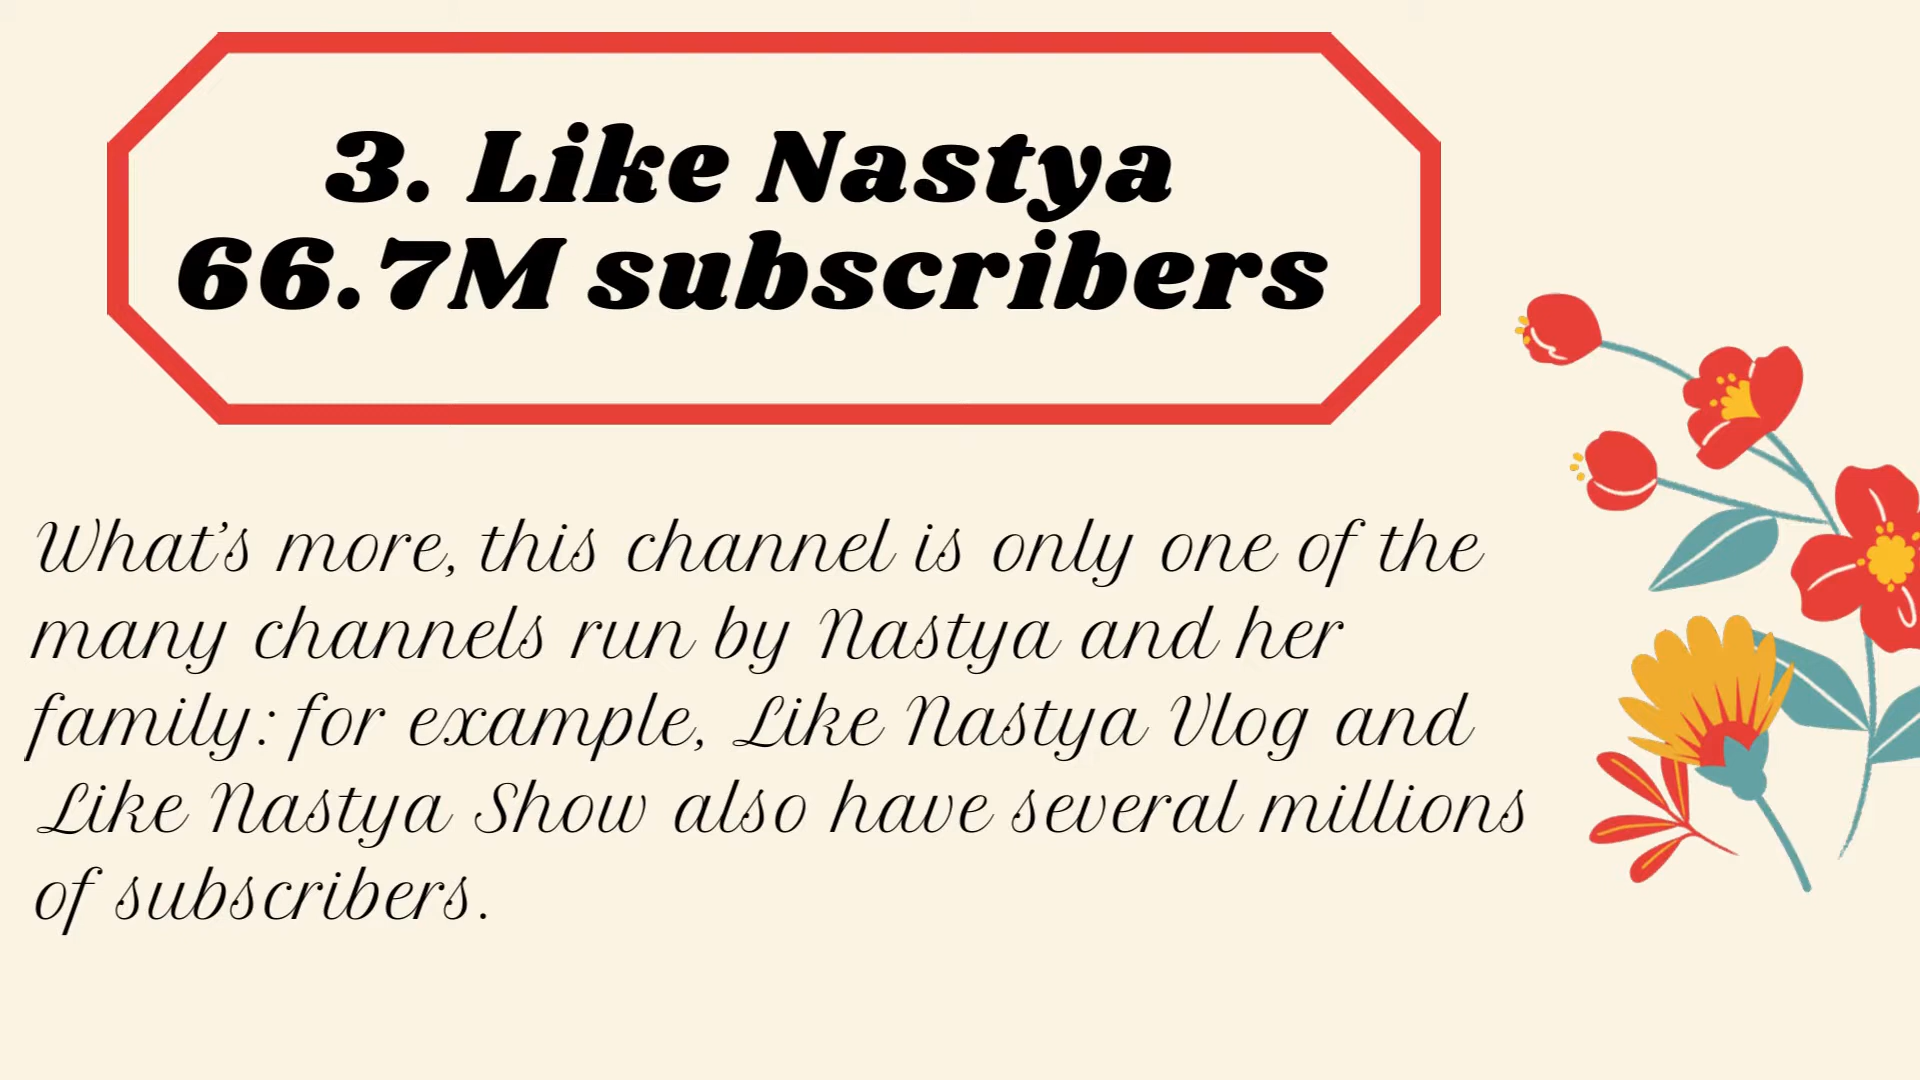 3. Like Nastya
66.7M subscribers
What's more, this channel is only one of the
many channels run by Nastya and her
family: for example, Like Nastya Vlog and
Like Nastya Show also have several millions
of subscribers.